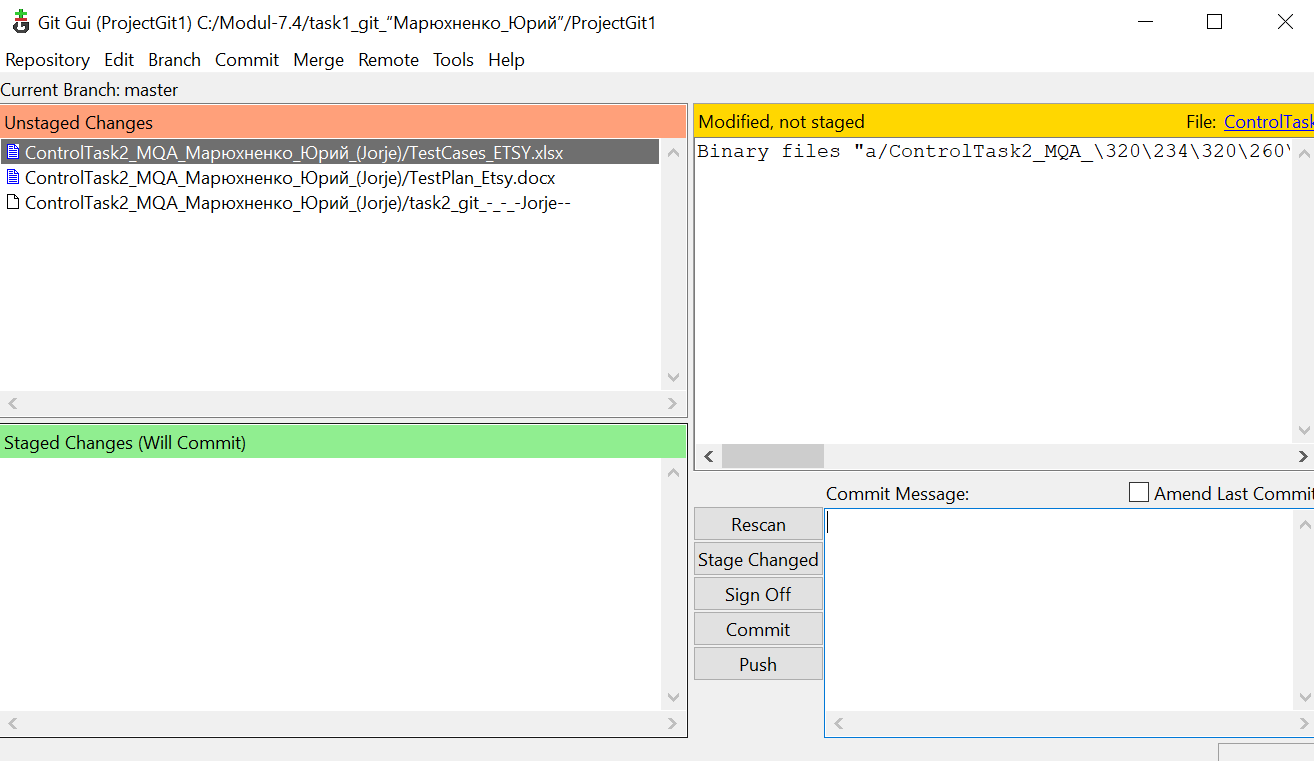 Git Gui (ProjectGit1) C:/Modul-7.4/task1_git_“Марюхненко_Юрий”/ProjectGit1
Repository Edit Branch Commit Merge Remote Tools Help
Current Branch: master
Unstaged Changes
ControlTask2_MQA_Марюхненко_Юрий_(Jorje)/TestCases_ETSY.xlsx
ControlTask2_MQA_Марюхненко_Юрий_(Jorje)/TestPlan_Etsy.docx
ControlTask2_MQA_Марюхненко_Юрий_(Jorje)/task2_git_-_-_-Jorje--
Staged Changes (Will Commit)
Modified, not staged File: ControlTask
Binary files "a/ControlTask2_MQA_\320\234\320\260\
Commit Message: Amend Last Commit
Rescan
Stage Changed
Sign Off
Commit
Push